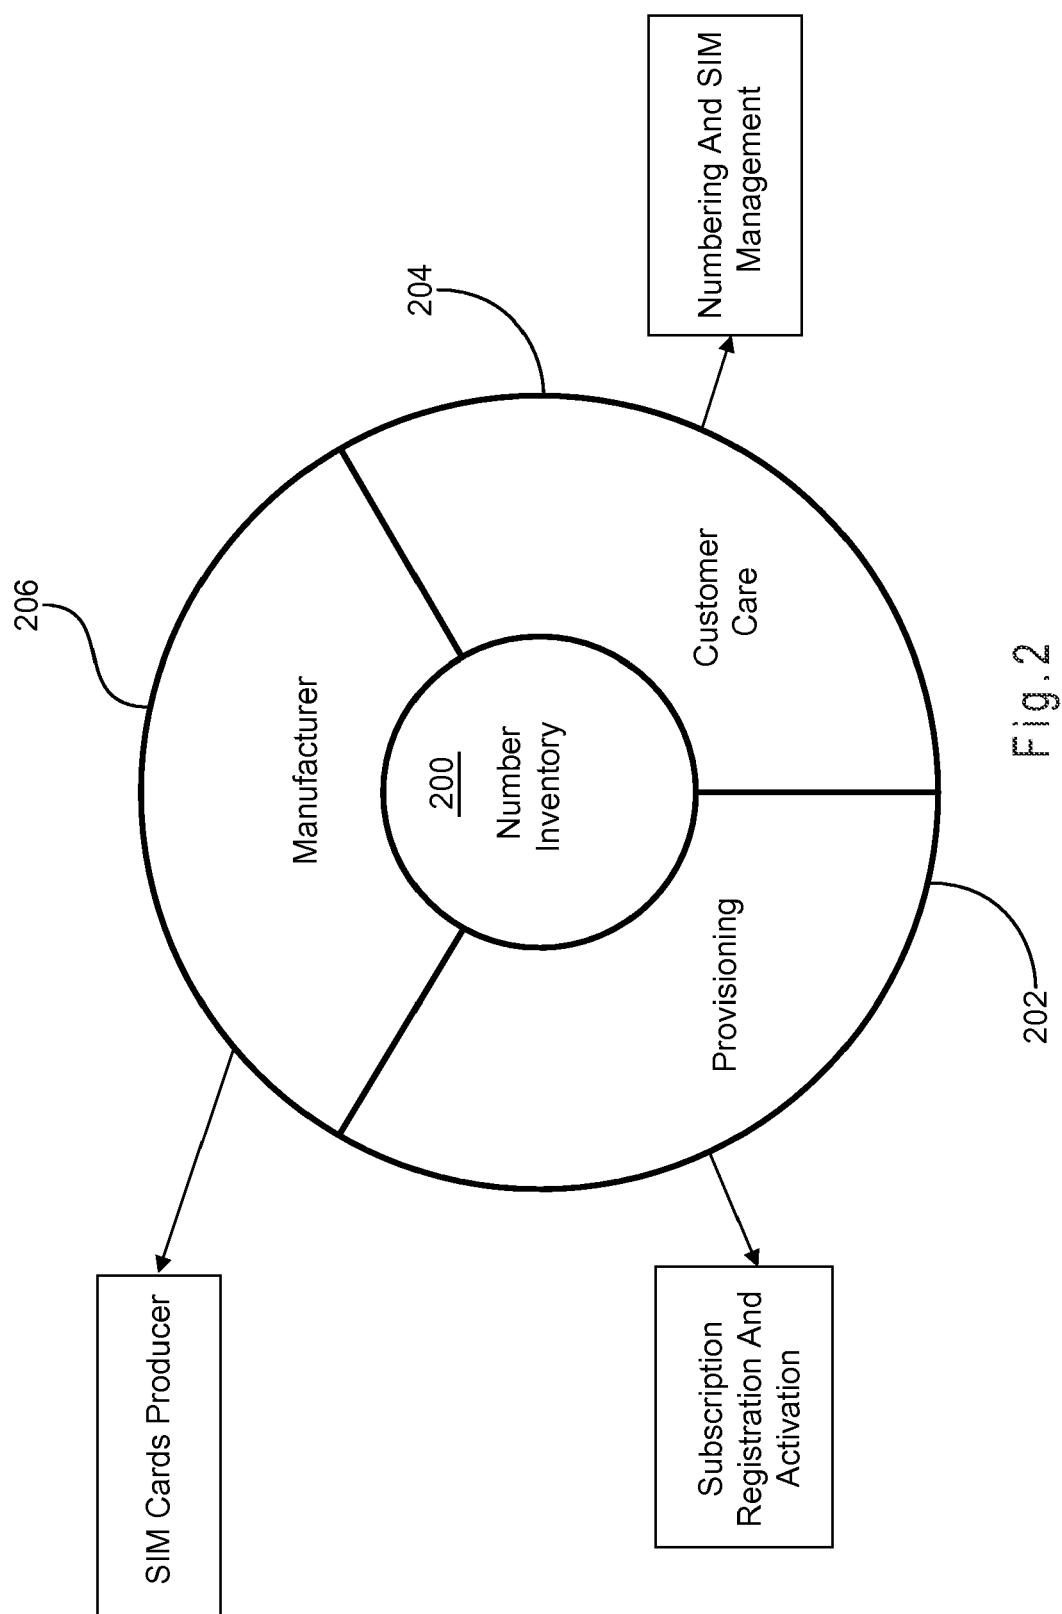 SIM Cards Producer
206
Manufacturer
204
200
Number
Inventory
Provisioning
Customer
Care
Subscription
Registration And
Activation
Numbering And SIM
Management
202
Fig.2